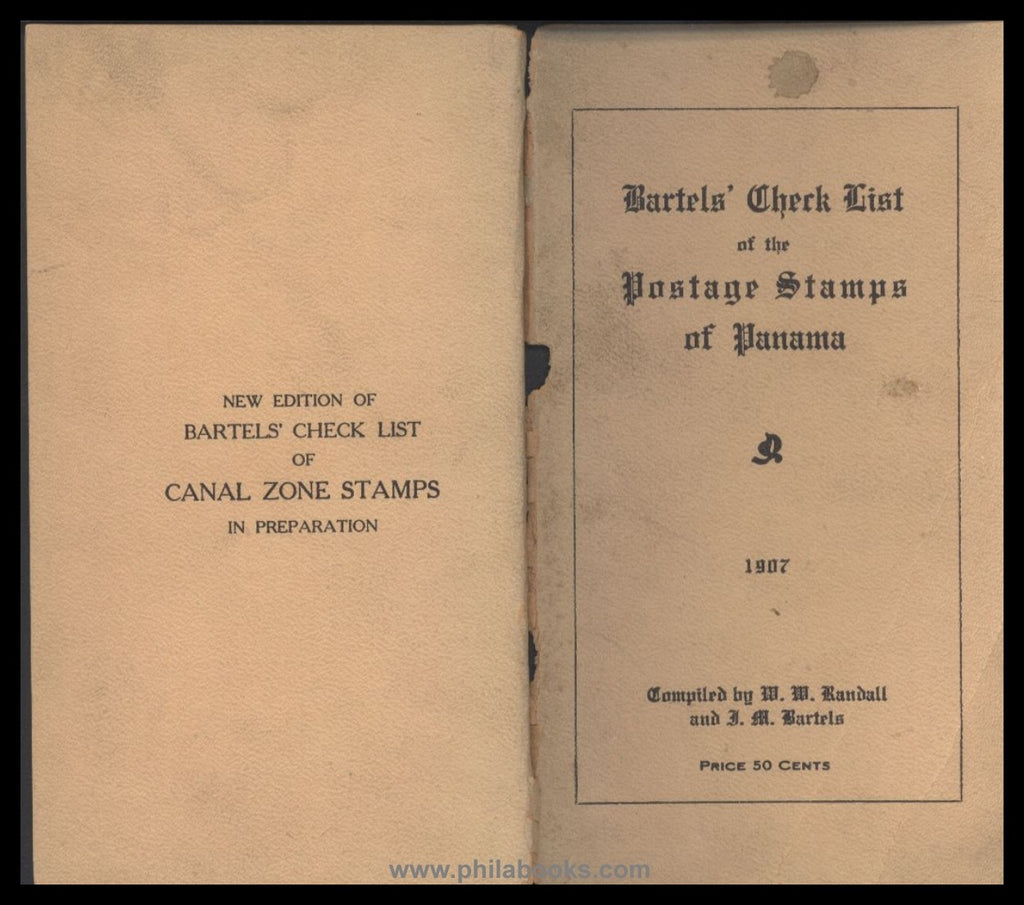 NEW EDITION OF
BARTELS' CHECK LIST
OF
CANAL ZONE STAMPS
IN PREPARATION
Bartels' Check List
of the
Postage Stamps
of Panama
1907
Compiled by W. W. Randall
and J. M. Bartels
PRICE 50 CENTS
www.philabooks.com